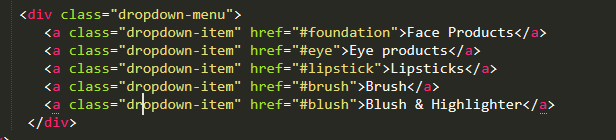 <div class="dropdown-menu">
<a class="dropdown-item" href="#foundation">Face Products</a>
<a class="dropdown-item" href="#eye">Eye products</a>
<a class="dropdown-item" href="#lipstick">Lipsticks</a>
<a class="dropdown-item" href="#brush">Brush</a>
<a class="dropdown-item" href="#blush">Blush & Highlighter</a>
</div>